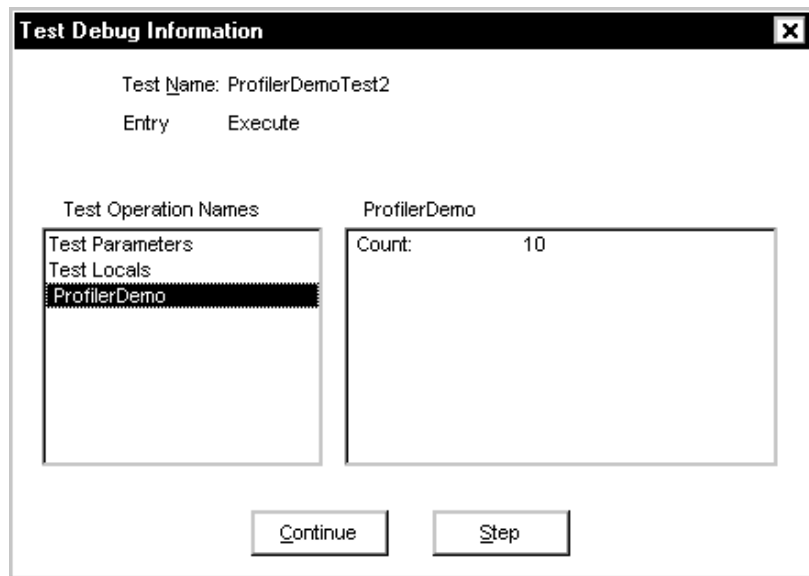 Test Debug Information
Test Name: ProfilerDemoTest2
Entry Execute
Test Operation Names ProfilerDemo
Test Parameters Count: 10
Test Locals
ProfilerDemo
Continue Step